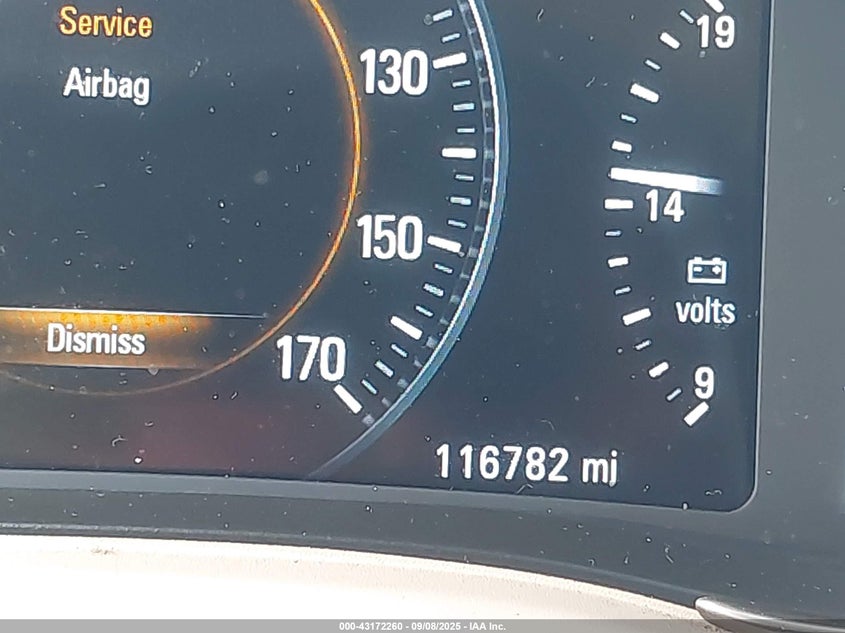 Service
Airbag
Dismiss
130
150
170
19
14
volts
9
116782 mi
000-43172260 - 09/08/2025 - IAA Inc.